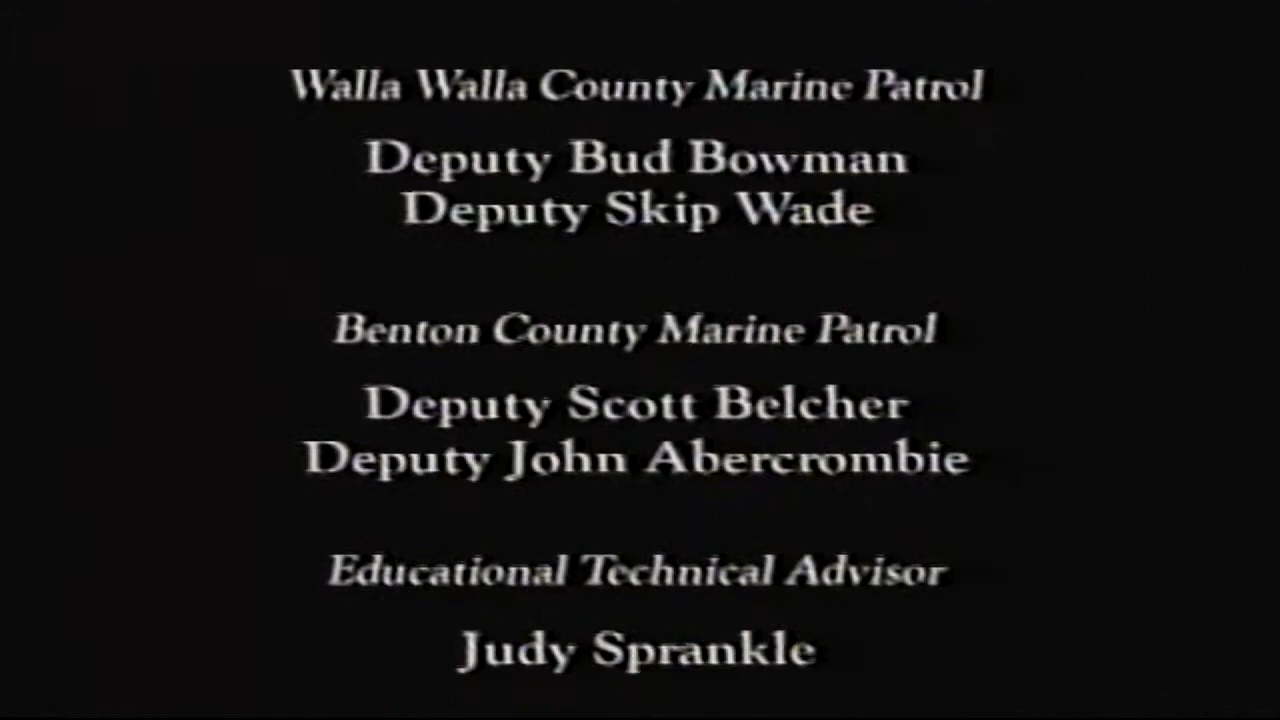 Walla Walla County Marine Patrol
Deputy Bud Bowman
Deputy Skip Wade
Benton County Marine Patrol
Deputy Scott Belcher
Deputy John Abercrombie
Educational Technical Advisor
Judy Sprankle